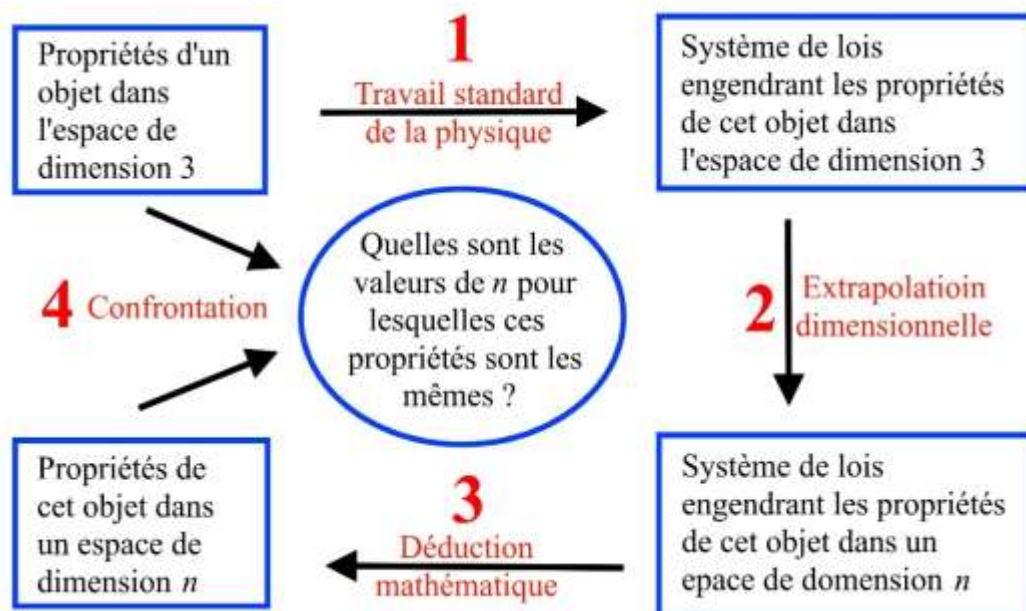 Propriétés d'un
objet dans
l'espace de
dimension 3
1
Travail standard
de la physique
Système de lois
engendrant les propriétés
de cet objet dans
l'espace de dimension 3
2
Extrapolatioin
dimensionnelle
Système de lois
engendrant les propriétés
de cet objet dans un
epace de domension n
3
Déduction
mathématique
Propriétés de
cet objet dans
un espace de
dimension n
4 Confrontation
Quelles sont les
valeurs de n pour
lesquelles ces
propriétés sont les
mêmes ?